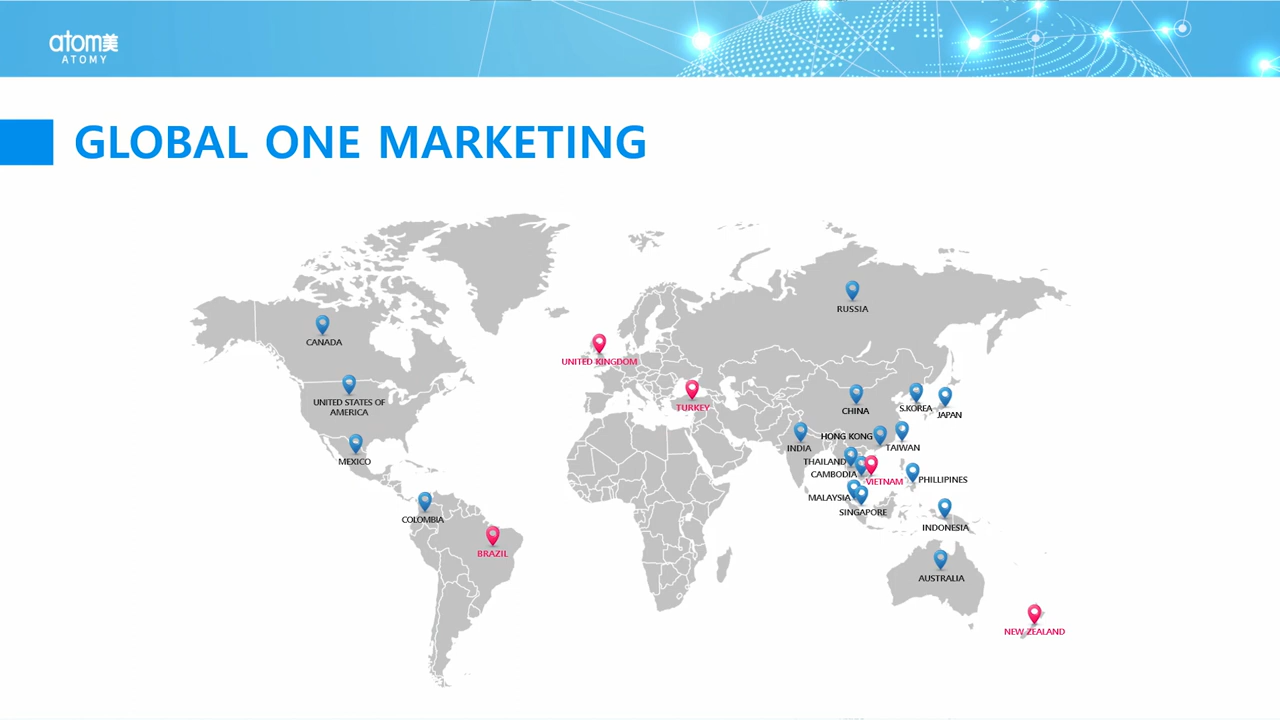 atom美
ATOMY
GLOBAL ONE MARKETING
RUSSIA
CANADA
UNITED KINGDOM
UNITED STATES OF
AMERICA
TURKEY
CHINA
S.KOREA
JAPAN
HONG KONG
INDIA
TAIWAN
MEXICO
THAILAND
CAMBODIA
VIETNAM
PHILLIPINES
MALAYSIA
SINGAPORE
COLOMBIA
INDONESIA
BRAZIL
AUSTRALIA
NEW ZEALAND